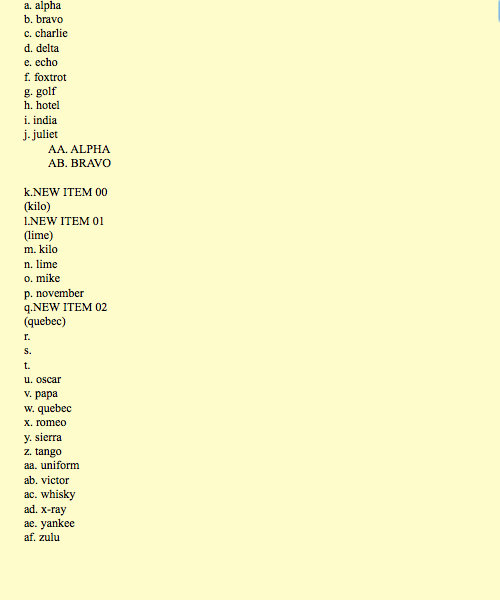 a. alpha
b. bravo
c. charlie
d. delta
e. echo
f. foxtrot
g. golf
h. hotel
i. india
j. juliet
AA. ALPHA
AB. BRAVO
k.NEW ITEM 00
(kilo)
l.NEW ITEM 01
(lime)
m. kilo
n. lime
o. mike
p. november
q.NEW ITEM 02
(quebec)
r.
s.
t.
u. oscar
v. papa
w. quebec
x. romeo
y. sierra
z. tango
aa. uniform
ab. victor
ac. whisky
ad. x-ray
ae. yankee
af. zulu